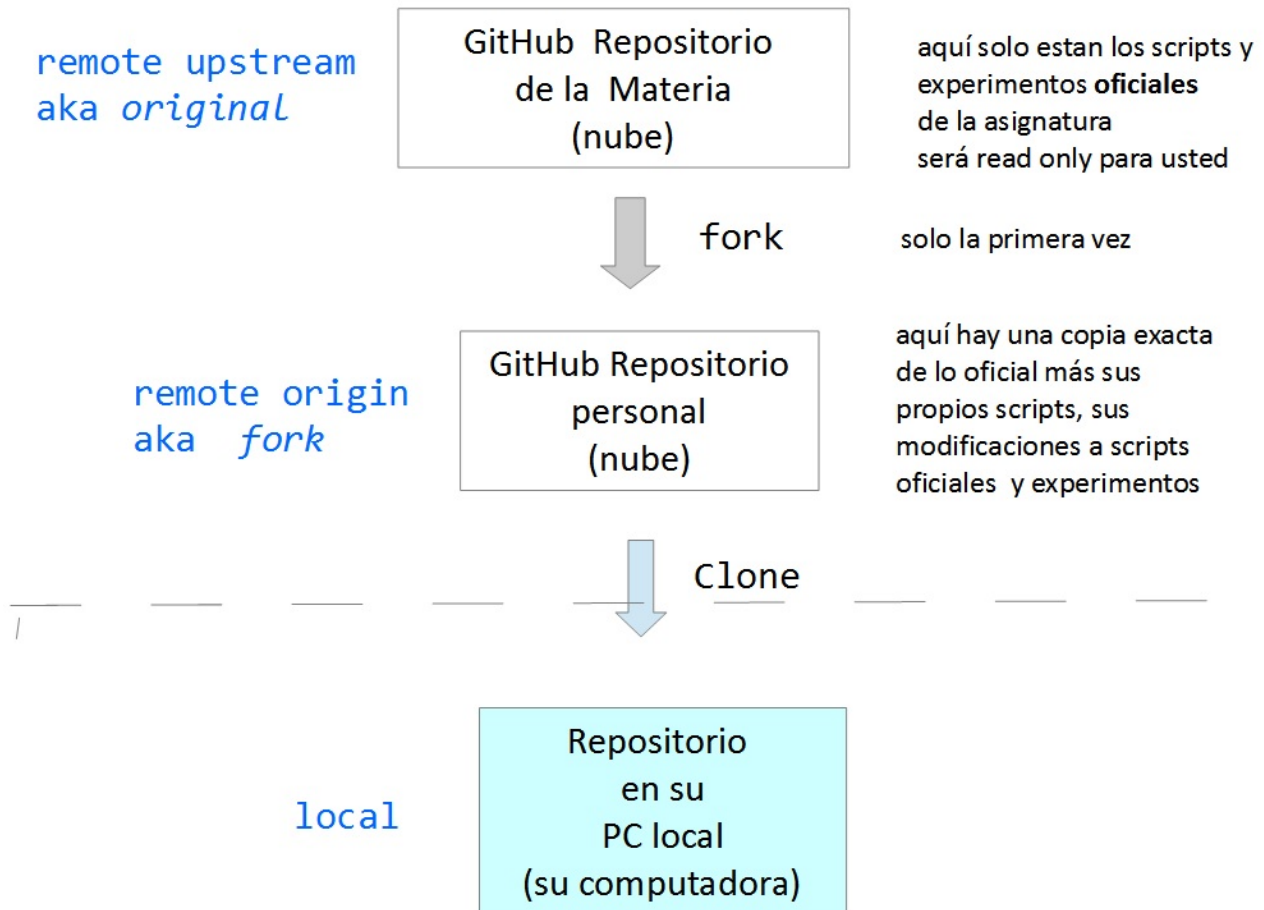 remote upstream
aka original
GitHub Repositorio
de la Materia
(nube)
aquí solo estan los scripts y
experimentos oficiales
de la asignatura
será read only para usted
fork
solo la primera vez
remote origin
aka fork
GitHub Repositorio
personal
(nube)
aquí hay una copia exacta
de lo oficial más sus
propios scripts, sus
modificaciones a scripts
oficiales y experimentos
Clone
local
Repositorio
en su
PC local
(su computadora)